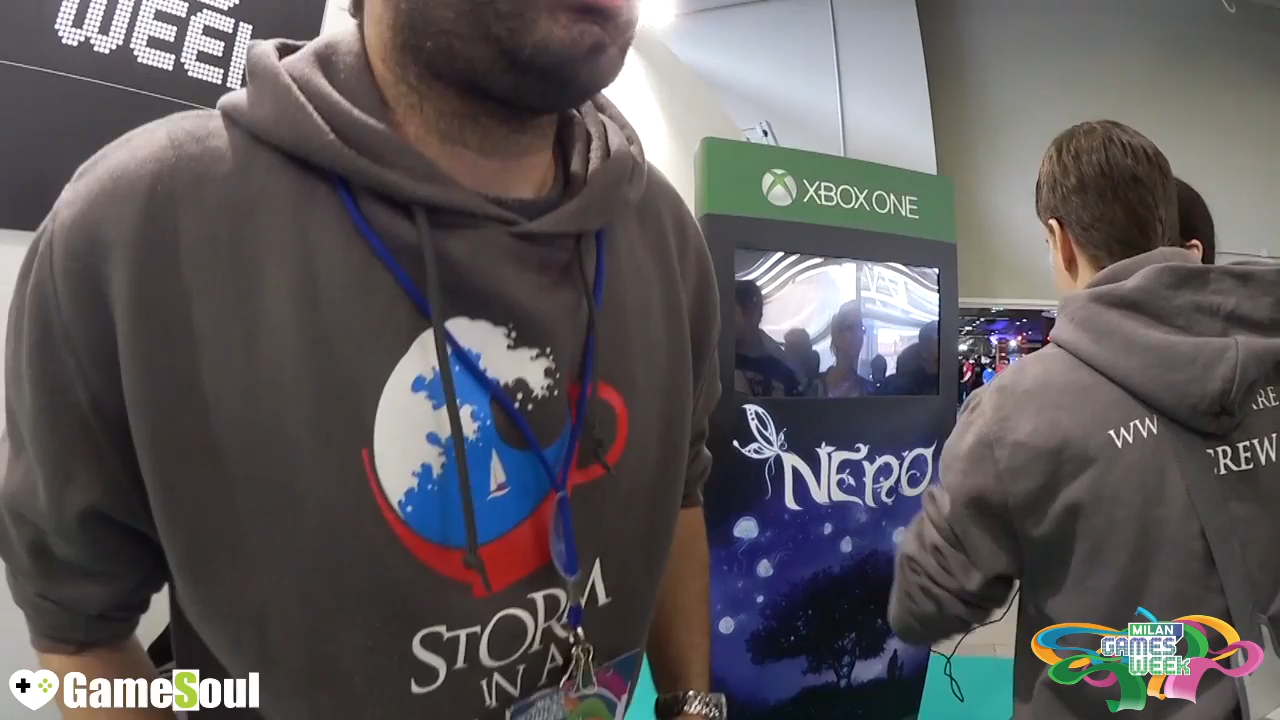 WEEK
XBOX ONE
NERO
WW
REW
STORM
IN A
GameSoul
MILAN
GAMES
WEEK